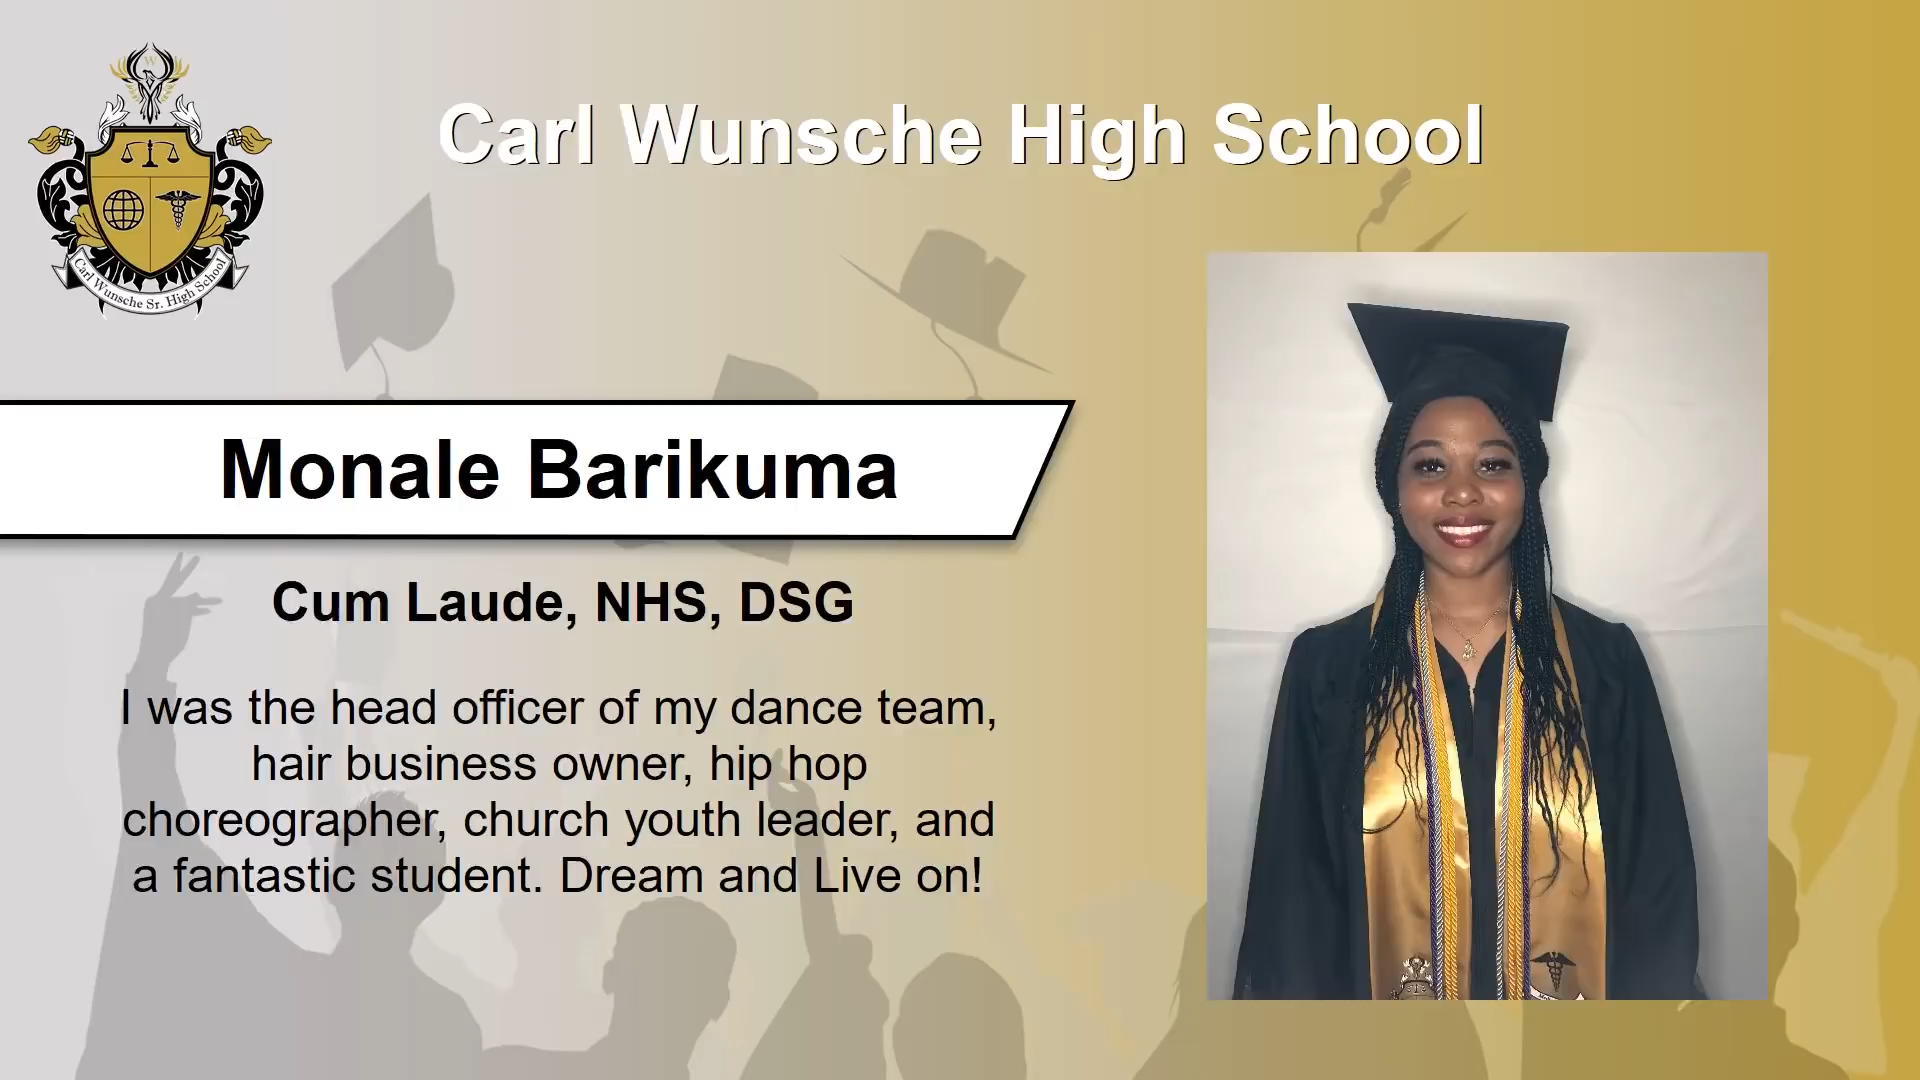 W
Carl Wunsche Sr. High School
Carl Wunsche High School
Monale Barikuma
Cum Laude, NHS, DSG
I was the head officer of my dance team,
hair business owner, hip hop
choreographer, church youth leader, and
a fantastic student. Dream and Live on!